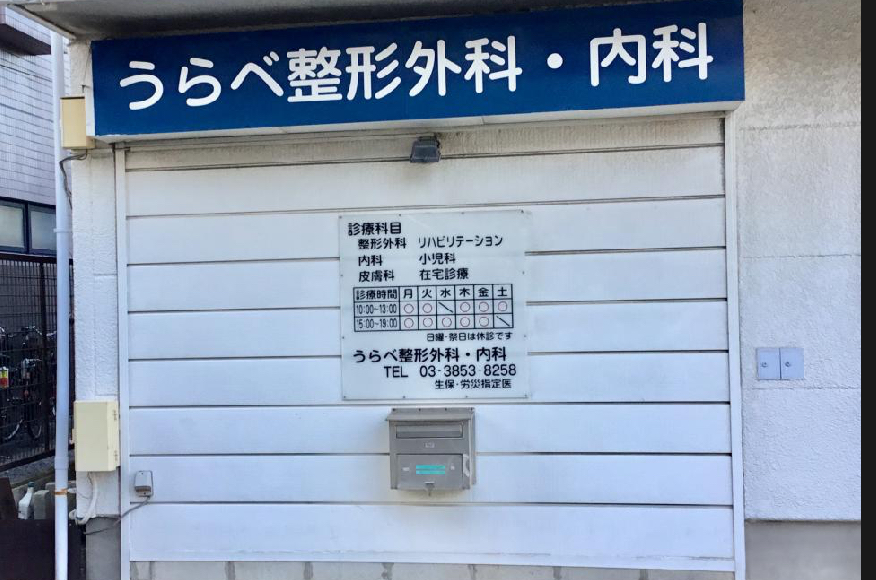 うらべ整形外科・内科
診療科目
整形外科 リハビリテーション
内科 小児科
皮膚科 在宅診療
診療時間 月 火 水 木 金 土
10:00~13:00 ○ ○ \ ○ ○ ○
15:00~19:00 ○ ○ ○ ○ ○ \
日曜・祭日は休診です
うらべ整形外科・内科
TEL 03-3853-8258
生保・労災指定医